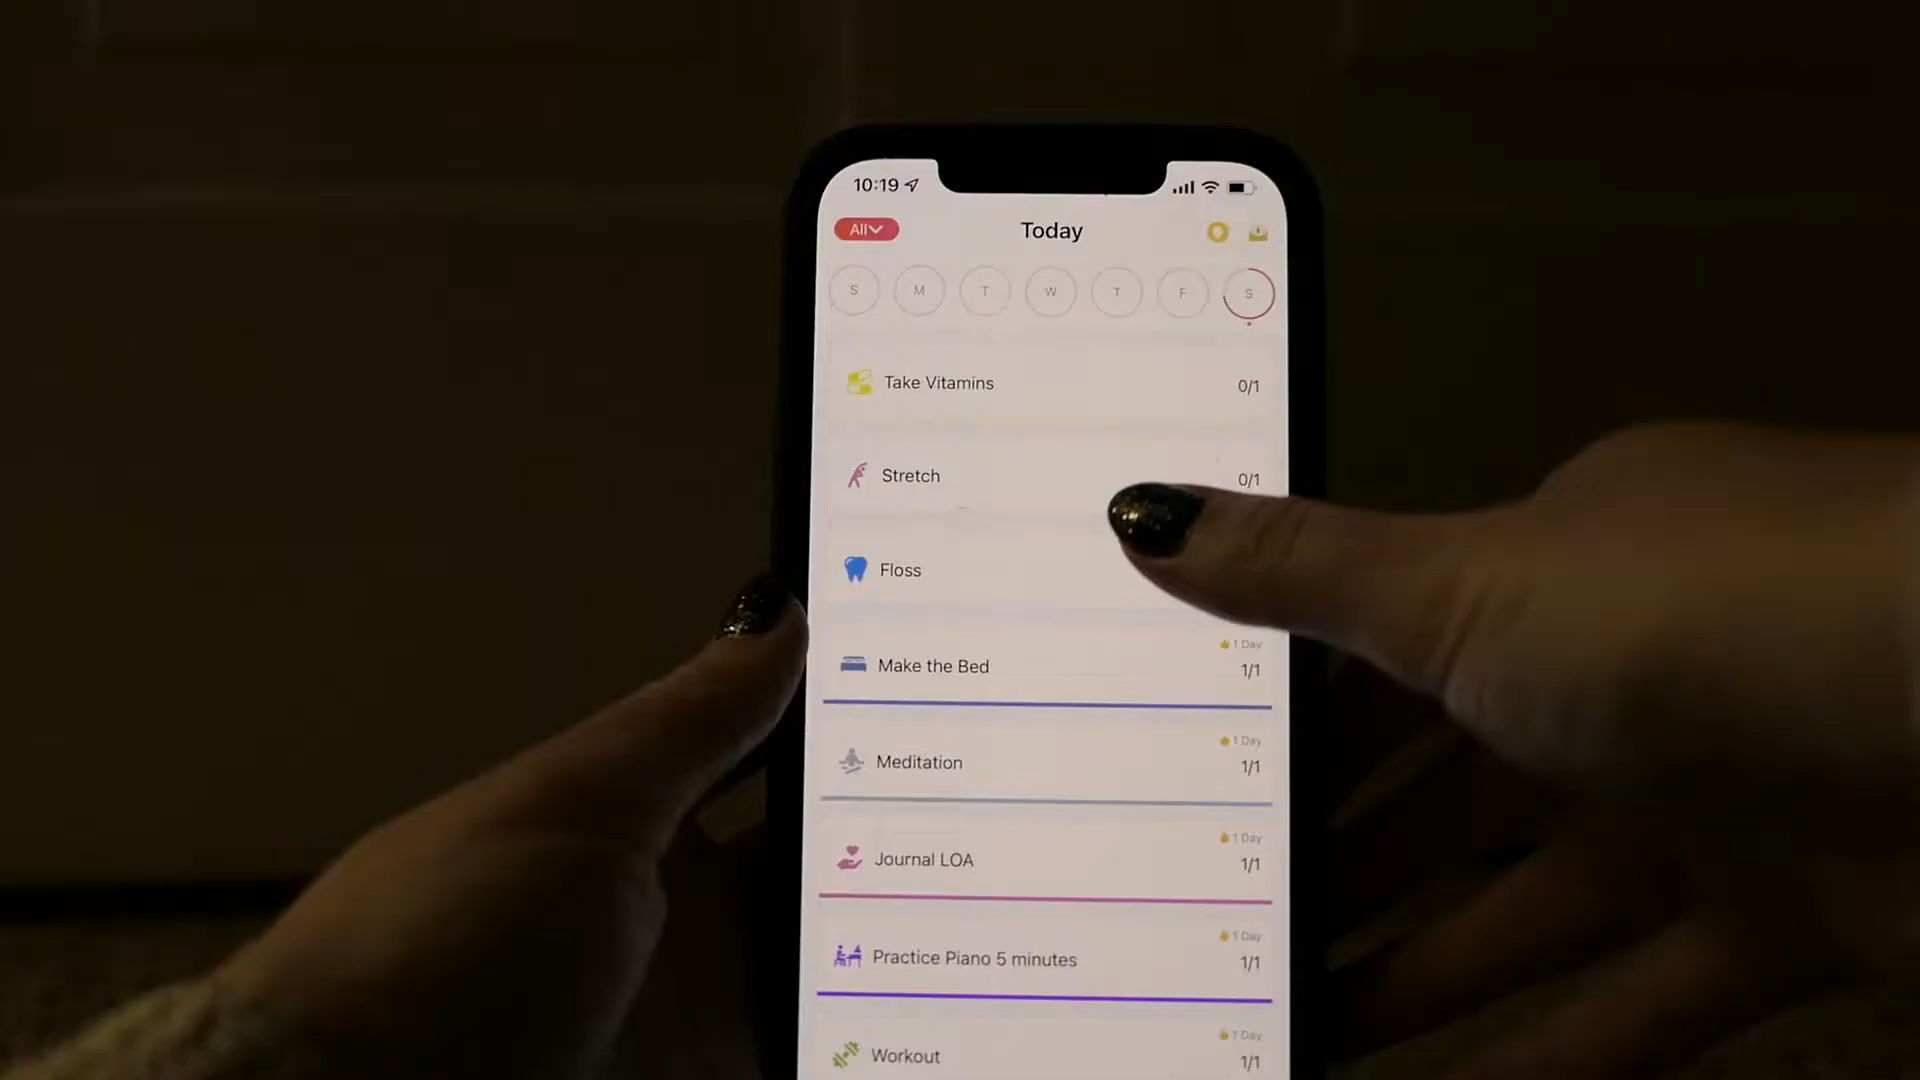 10:19
All
Today
S M T W T F S
Take Vitamins 0/1
Stretch 0/1
Floss
1 Day
Make the Bed 1/1
1 Day
Meditation 1/1
1 Day
Journal LOA 1/1
1 Day
Practice Piano 5 minutes 1/1
1 Day
Workout 1/1